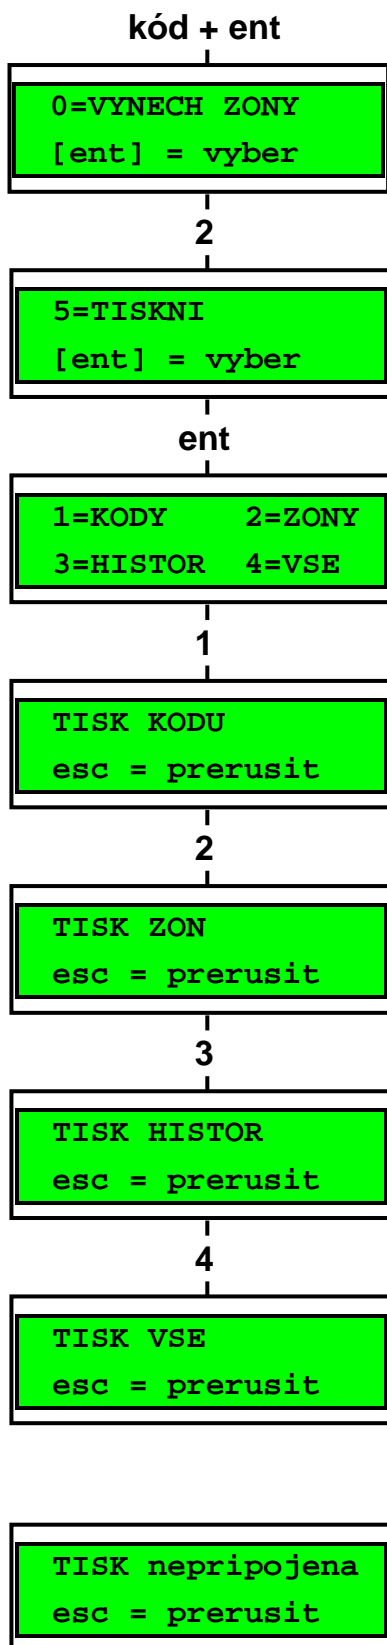 kód + ent
0=VYNECH ZONY
[ent] = vyber
2
5=TISKNI
[ent] = vyber
ent
1=KODY 2=ZONY
3=HISTOR 4=VSE
1
TISK KODU
esc = prerusit
2
TISK ZON
esc = prerusit
3
TISK HISTOR
esc = prerusit
4
TISK VSE
esc = prerusit
TISK nepripojena
esc = prerusit